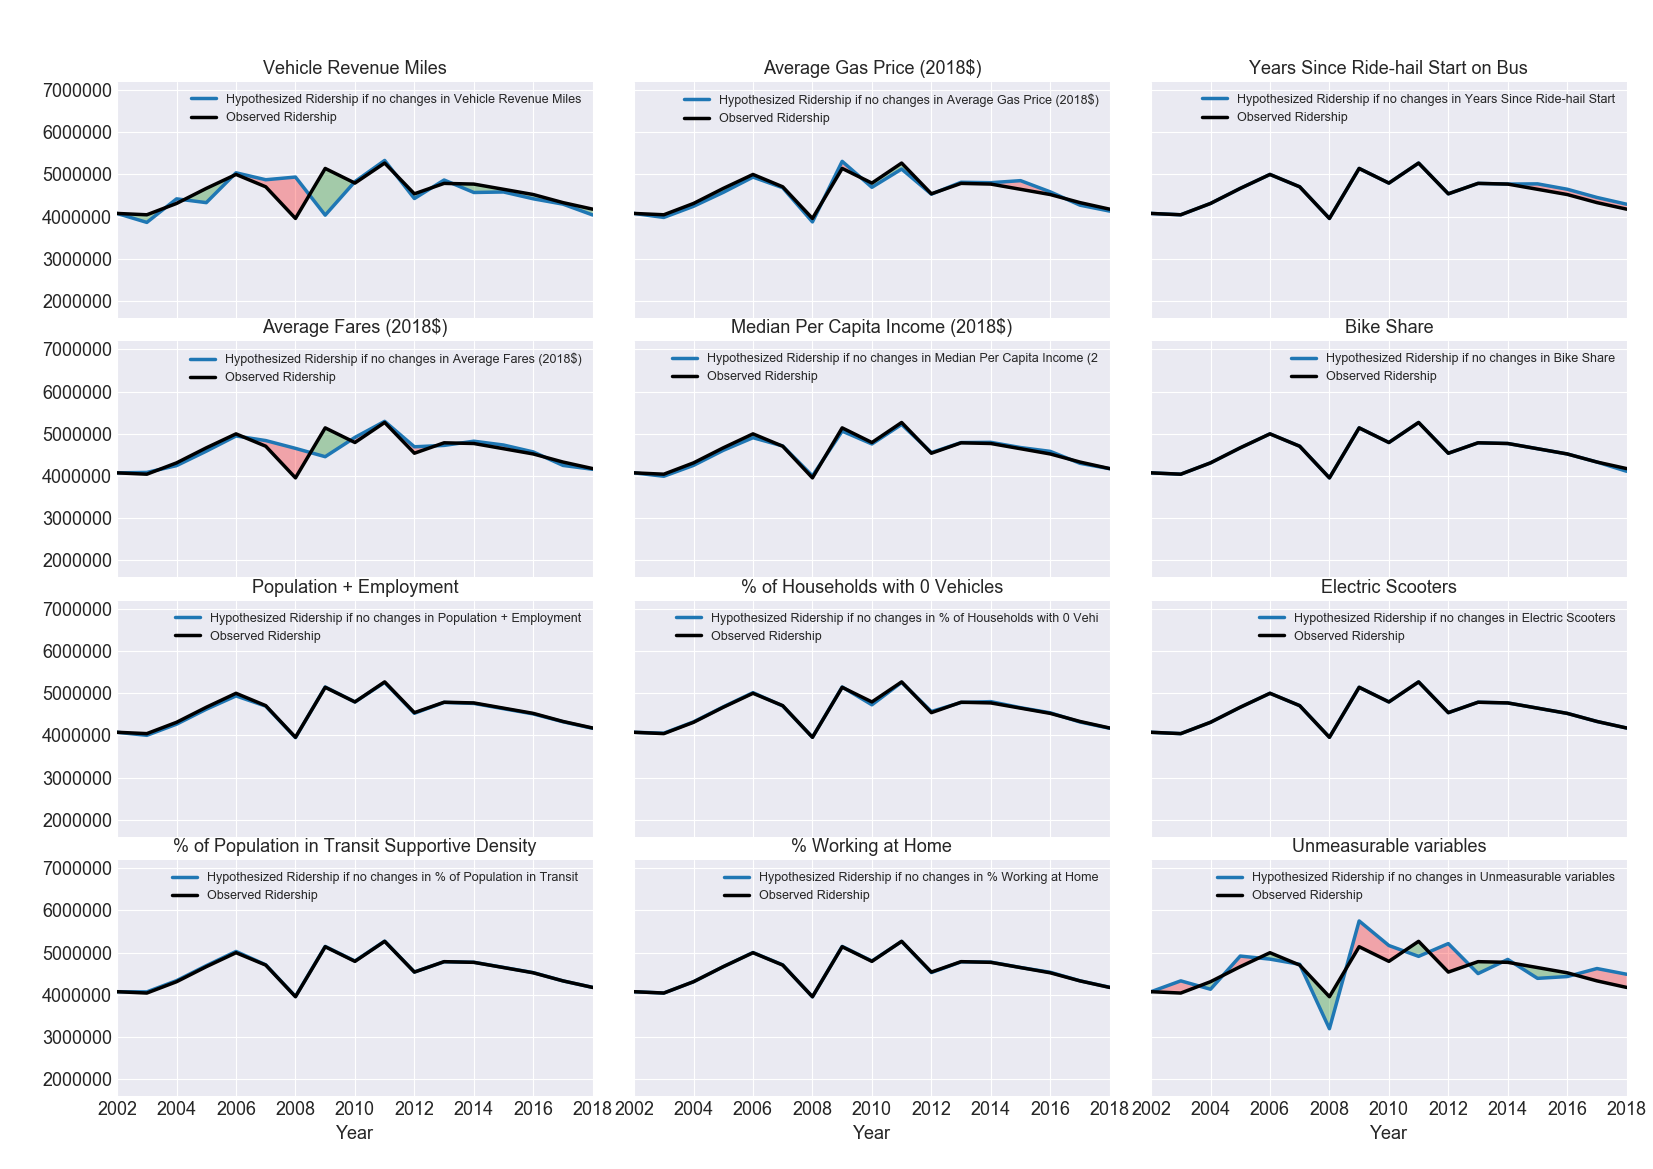 Vehicle Revenue Miles
7000000
6000000
5000000
4000000
3000000
2000000
Hypothesized Ridership if no changes in Vehicle Revenue Miles
Observed Ridership
Average Gas Price (2018$)
Hypothesized Ridership if no changes in Average Gas Price (2018$)
Observed Ridership
Years Since Ride-hail Start on Bus
Hypothesized Ridership if no changes in Years Since Ride-hail Start
Observed Ridership
Average Fares (2018$)
7000000
6000000
5000000
4000000
3000000
2000000
Hypothesized Ridership if no changes in Average Fares (2018$)
Observed Ridership
Median Per Capita Income (2018$)
Hypothesized Ridership if no changes in Median Per Capita Income (2
Observed Ridership
Bike Share
Hypothesized Ridership if no changes in Bike Share
Observed Ridership
Population + Employment
7000000
6000000
5000000
4000000
3000000
2000000
Hypothesized Ridership if no changes in Population + Employment
Observed Ridership
% of Households with 0 Vehicles
Hypothesized Ridership if no changes in % of Households with 0 Vehi
Observed Ridership
Electric Scooters
Hypothesized Ridership if no changes in Electric Scooters
Observed Ridership
% of Population in Transit Supportive Density
7000000
6000000
5000000
4000000
3000000
2000000
Hypothesized Ridership if no changes in % of Population in Transit
Observed Ridership
2002 2004 2006 2008 2010 2012 2014 2016 2018
Year
% Working at Home
Hypothesized Ridership if no changes in % Working at Home
Observed Ridership
2002 2004 2006 2008 2010 2012 2014 2016 2018
Year
Unmeasurable variables
Hypothesized Ridership if no changes in Unmeasurable variables
Observed Ridership
2002 2004 2006 2008 2010 2012 2014 2016 2018
Year